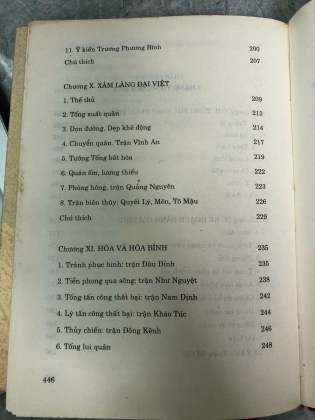 11. Ý kiến Trương Phương Bình 200
Chú thích 207
Chương X. XÂM LĂNG ĐẠI VIỆT
1. Thế thủ 209
2. Tống xuất quân 213
3. Dọn đường, Dẹp khê động 214
4. Chuyển quân. Trận Vĩnh An 217
5. Tướng Tống bất hòa 219
6. Quân ốm, lương thiếu 222
7. Phòng hông, trận Quảng Nguyên 223
8. Trận biên thùy: Quyết Lý, Môn, Tô Mậu 226
Chú thích 229
Chương XI. HÒA VÀ HÒA BÌNH 235
1. Tránh phục binh: trận Đâu Đỉnh 235
2. Tiền phong qua sông: trận Như Nguyệt 238
3. Tống tấn công thất bại: trận Nam Định 242
4. Lý tấn công thất bại: trận Kháo Túc 244
5. Thủy chiến: trận Đông Kênh 246
6. Tống lui quân 248
446